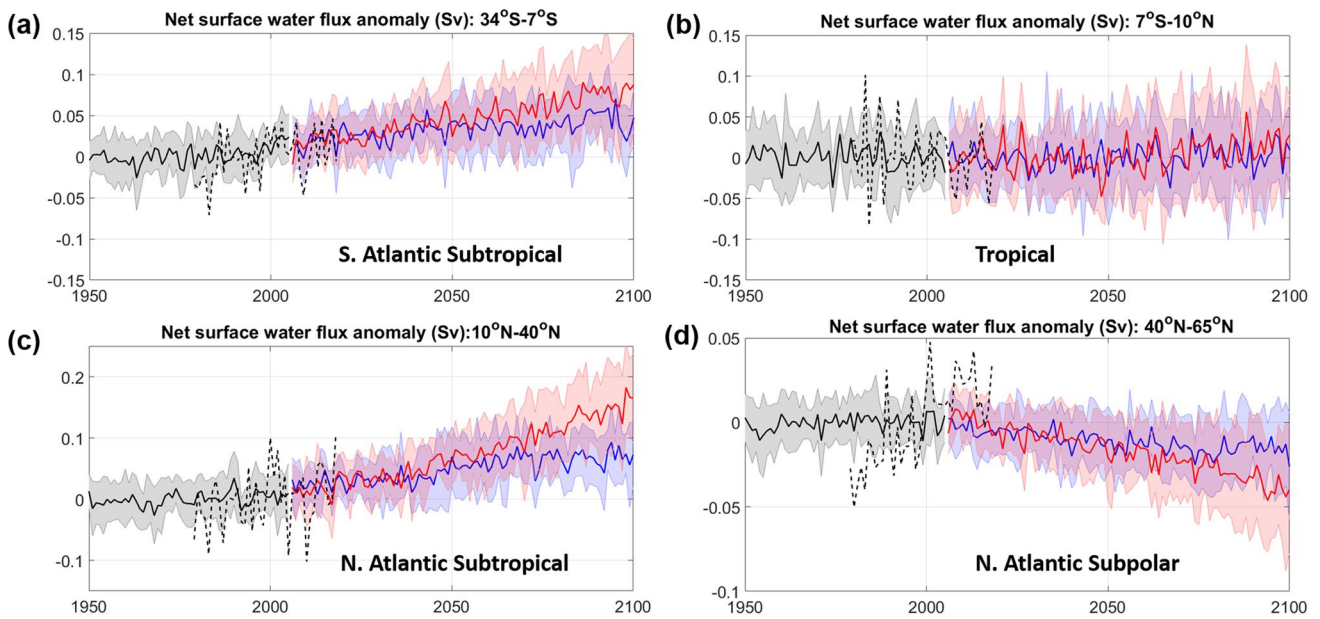 (a)
Net surface water flux anomaly (Sv): 34°S-7°S
0.15
0.1
0.05
0
-0.05
-0.1
-0.15
S. Atlantic Subtropical
1950 2000 2050 2100
(b)
Net surface water flux anomaly (Sv): 7°S-10°N
0.15
0.1
0.05
0
-0.05
-0.1
-0.15
Tropical
1950 2000 2050 2100
(c)
Net surface water flux anomaly (Sv):10°N-40°N
0.2
0.1
0
-0.1
N. Atlantic Subtropical
1950 2000 2050 2100
(d)
Net surface water flux anomaly (Sv): 40°N-65°N
0.05
0
-0.05
-0.1
N. Atlantic Subpolar
1950 2000 2050 2100